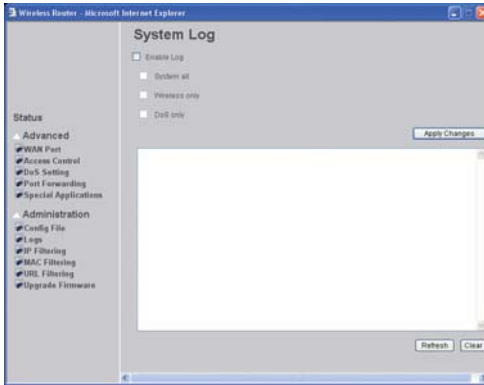 Wireless Router - Microsoft Internet Explorer
System Log
Enable Log
System all
Wireless only
DoS only
Apply Changes
Status
Advanced
WAN Port
Access Control
DoS Setting
Port Forwarding
Special Applications
Administration
Config File
Logs
IP Filtering
MAC Filtering
URL Filtering
Upgrade Firmware
Refresh
Clear